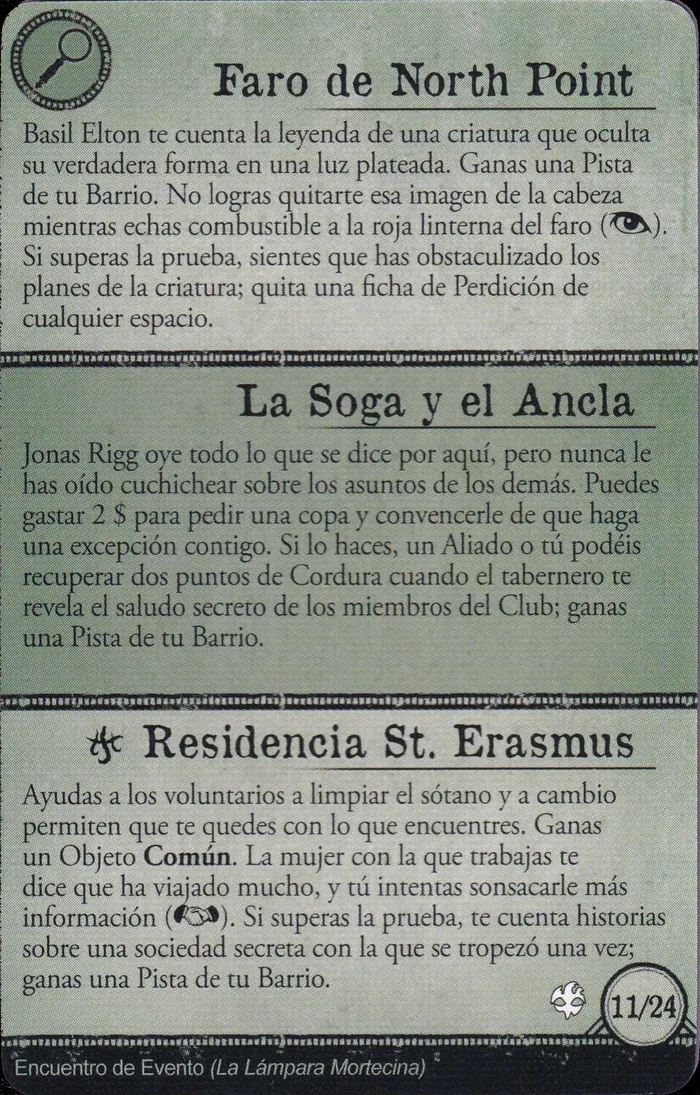 Faro de North Point
Basil Elton te cuenta la leyenda de una criatura que oculta
su verdadera forma en una luz plateada. Ganas una Pista
de tu Barrio. No logras quitarte esa imagen de la cabeza
mientras echas combustible a la roja linterna del faro ( ).
Si superas la prueba, sientes que has obstaculizado los
planes de la criatura; quita una ficha de Perdición de
cualquier espacio.
La Soga y el Ancla
Jonas Rigg oye todo lo que se dice por aquí, pero nunca le
has oído cuchichear sobre los asuntos de los demás. Puedes
gastar 2 $ para pedir una copa y convencerle de que haga
una excepción contigo. Si lo haces, un Aliado o tú podéis
recuperar dos puntos de Cordura cuando el tabernero te
revela el saludo secreto de los miembros del Club; ganas
una Pista de tu Barrio.
Residencia St. Erasmus
Ayudas a los voluntarios a limpiar el sótano y a cambio
permiten que te quedes con lo que encuentres. Ganas
un Objeto Común. La mujer con la que trabajas te
dice que ha viajado mucho, y tú intentas sonsacarle más
información ( ). Si superas la prueba, te cuenta historias
sobre una sociedad secreta con la que se tropezó una vez;
ganas una Pista de tu Barrio.
11/24
Encuentro de Evento (La Lámpara Mortecina)